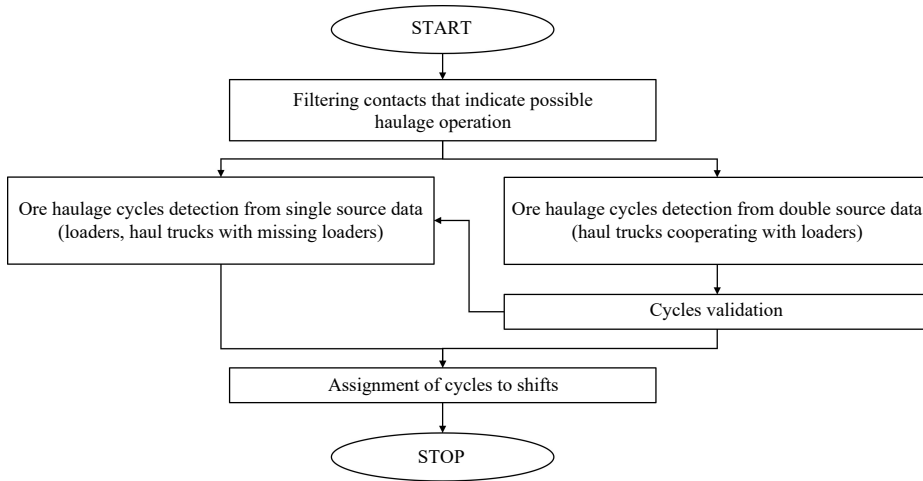 START
Filtering contacts that indicate possible
haulage operation
Ore haulage cycles detection from single source data
(loaders, haul trucks with missing loaders)
Ore haulage cycles detection from double source data
(haul trucks cooperating with loaders)
Cycles validation
Assignment of cycles to shifts
STOP